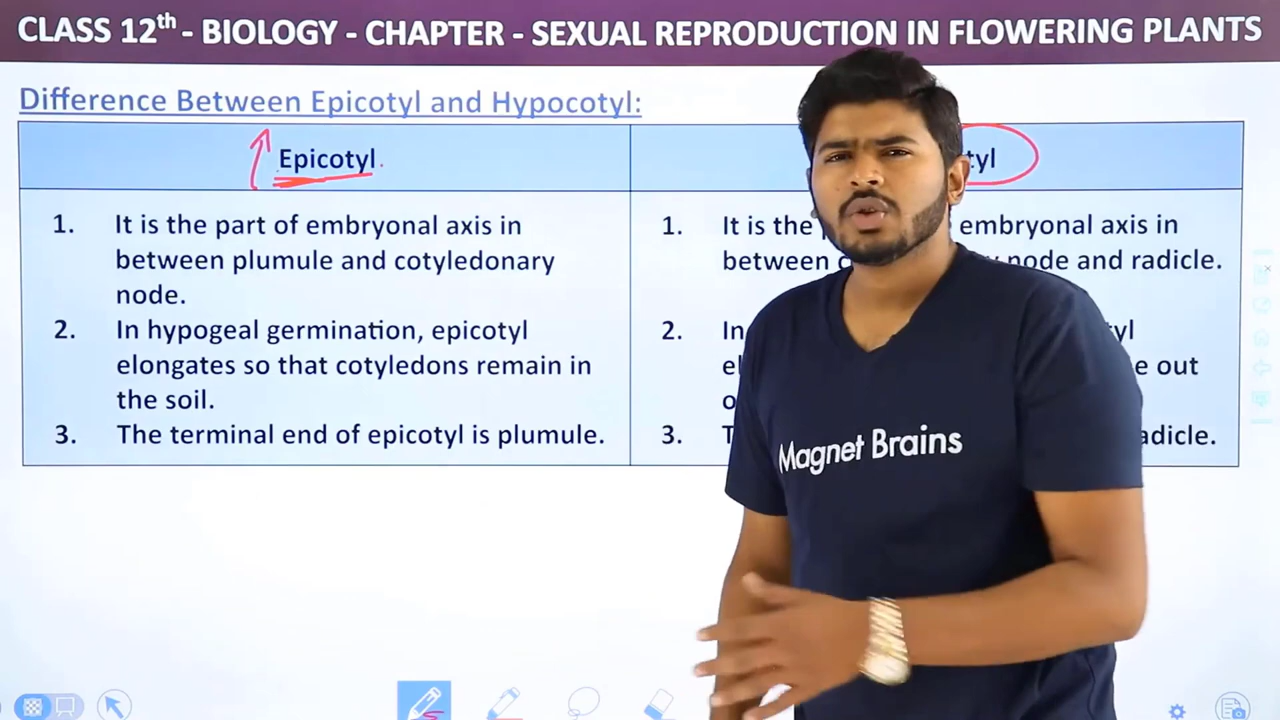 CLASS 12th - BIOLOGY - CHAPTER - SEXUAL REPRODUCTION IN FLOWERING PLANTS
Difference Between Epicotyl and Hypocotyl:
Epicotyl
1. It is the part of embryonal axis in
between plumule and cotyledonary
node.
2. In hypogeal germination, epicotyl
elongates so that cotyledons remain in
the soil.
3. The terminal end of epicotyl is plumule.
tyl
1. It is the embryonal axis in
between node and radicle.
2. In
out
3. adicle.
Magnet Brains